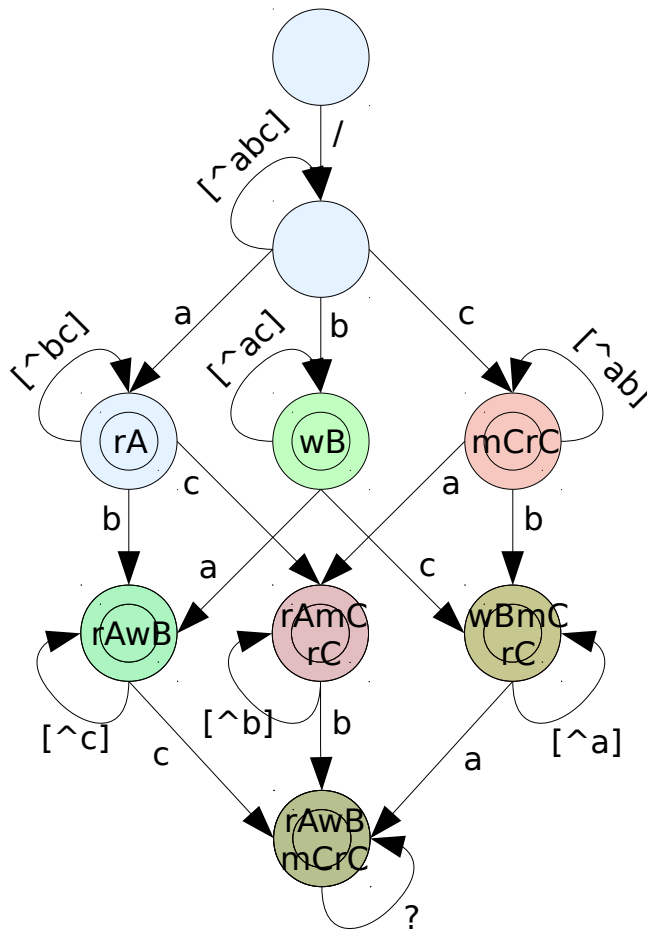 /
[^abc]
a
b
c
[^bc]
[^ac]
[^ab]
rA
wB
mCrC
b
c
a
b
a
c
rAwB
rAmC
rC
wBmC
rC
[^c]
[^b]
[^a]
c
b
a
rAwB
mCrC
?